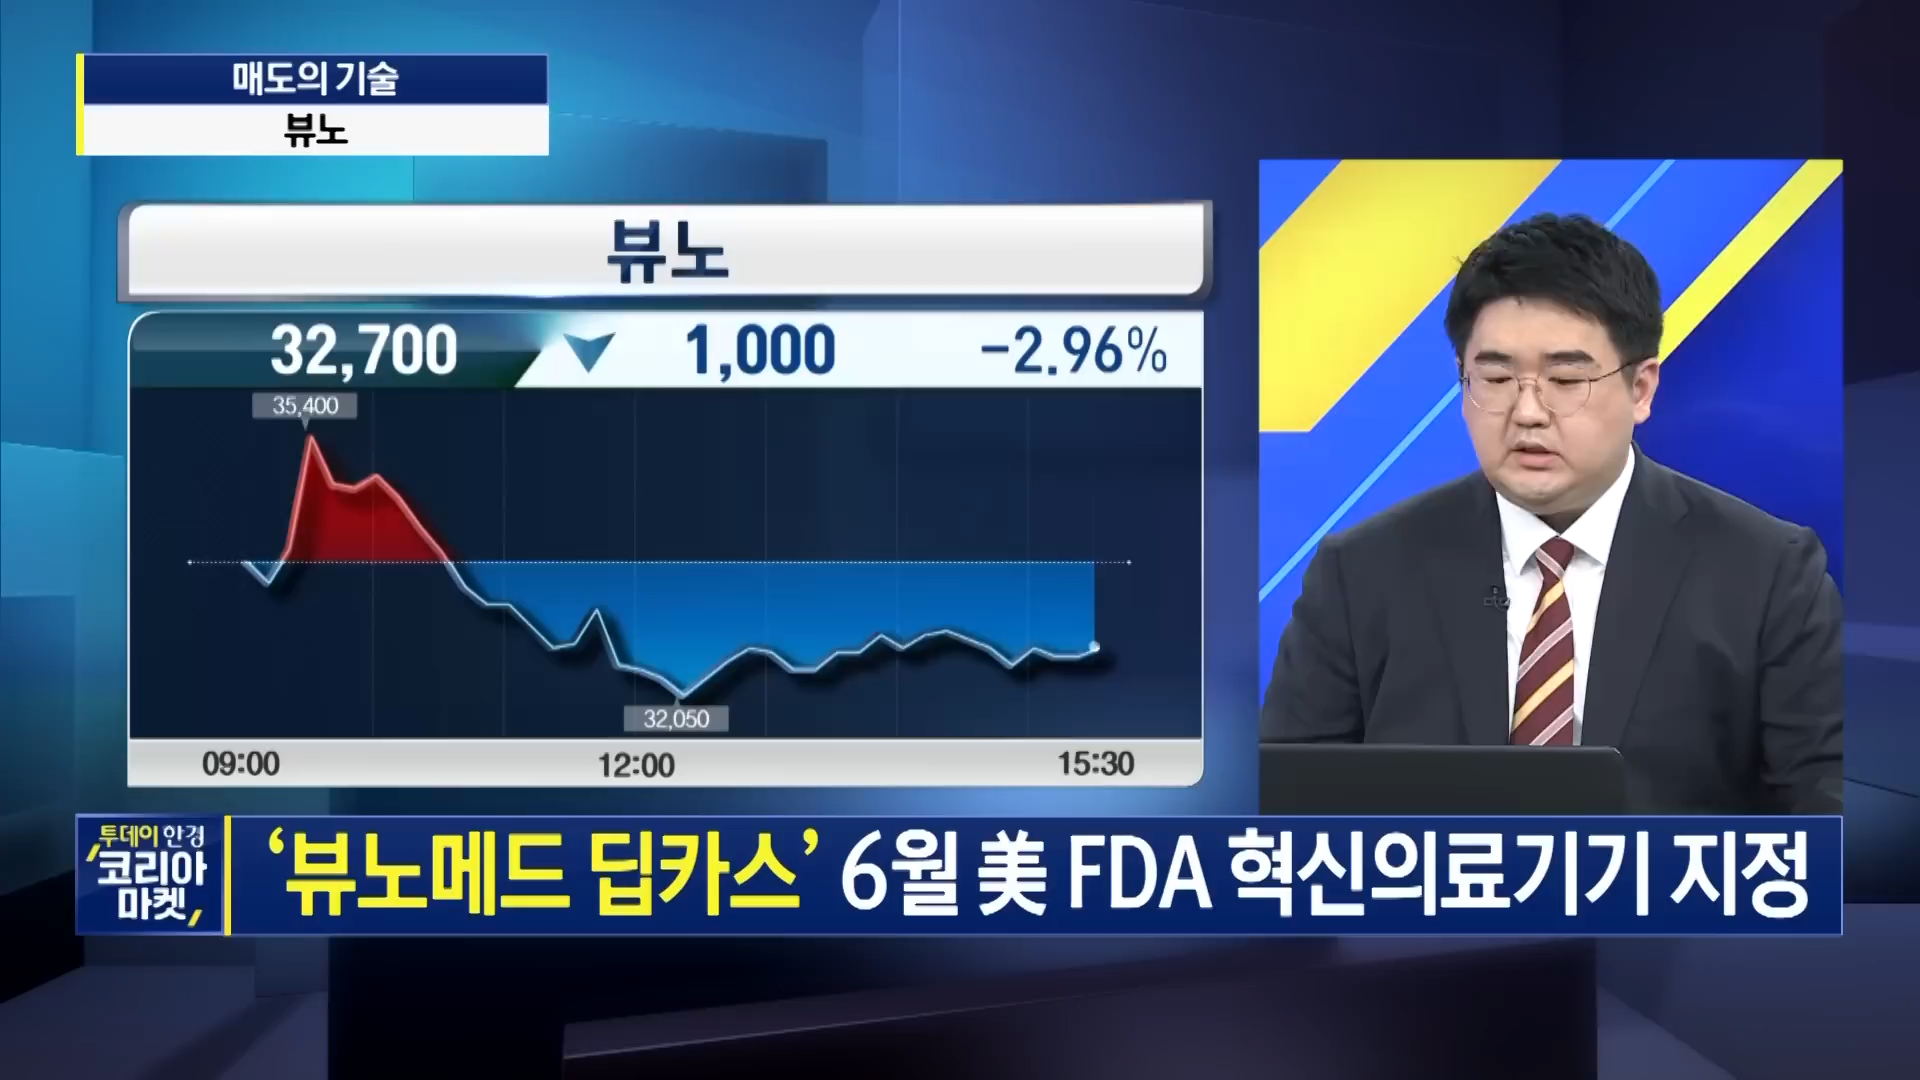 매도의 기술
뷰노
뷰노
32,700 ▼ 1,000 -2.96%
35,400
32,050
09:00 12:00 15:30
투데이 한경
코리아
마켓
‘뷰노메드 딥카스’ 6월 美 FDA 혁신의료기기 지정